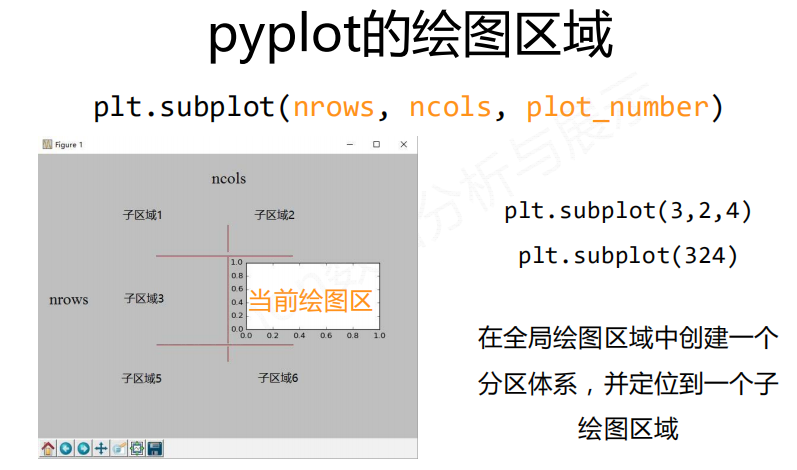 pyplot的绘图区域
plt.subplot(nrows, ncols, plot_number)
Figure 1
ncols
子区域1
子区域2
nrows
子区域3
1.0
0.8
0.6
0.4
0.2
0.0
当前绘图区
0.0 0.2 0.4 0.6 0.8 1.0
子区域5
子区域6
plt.subplot(3,2,4)
plt.subplot(324)
在全局绘图区域中创建一个
分区体系，并定位到一个子
绘图区域
分析与展示